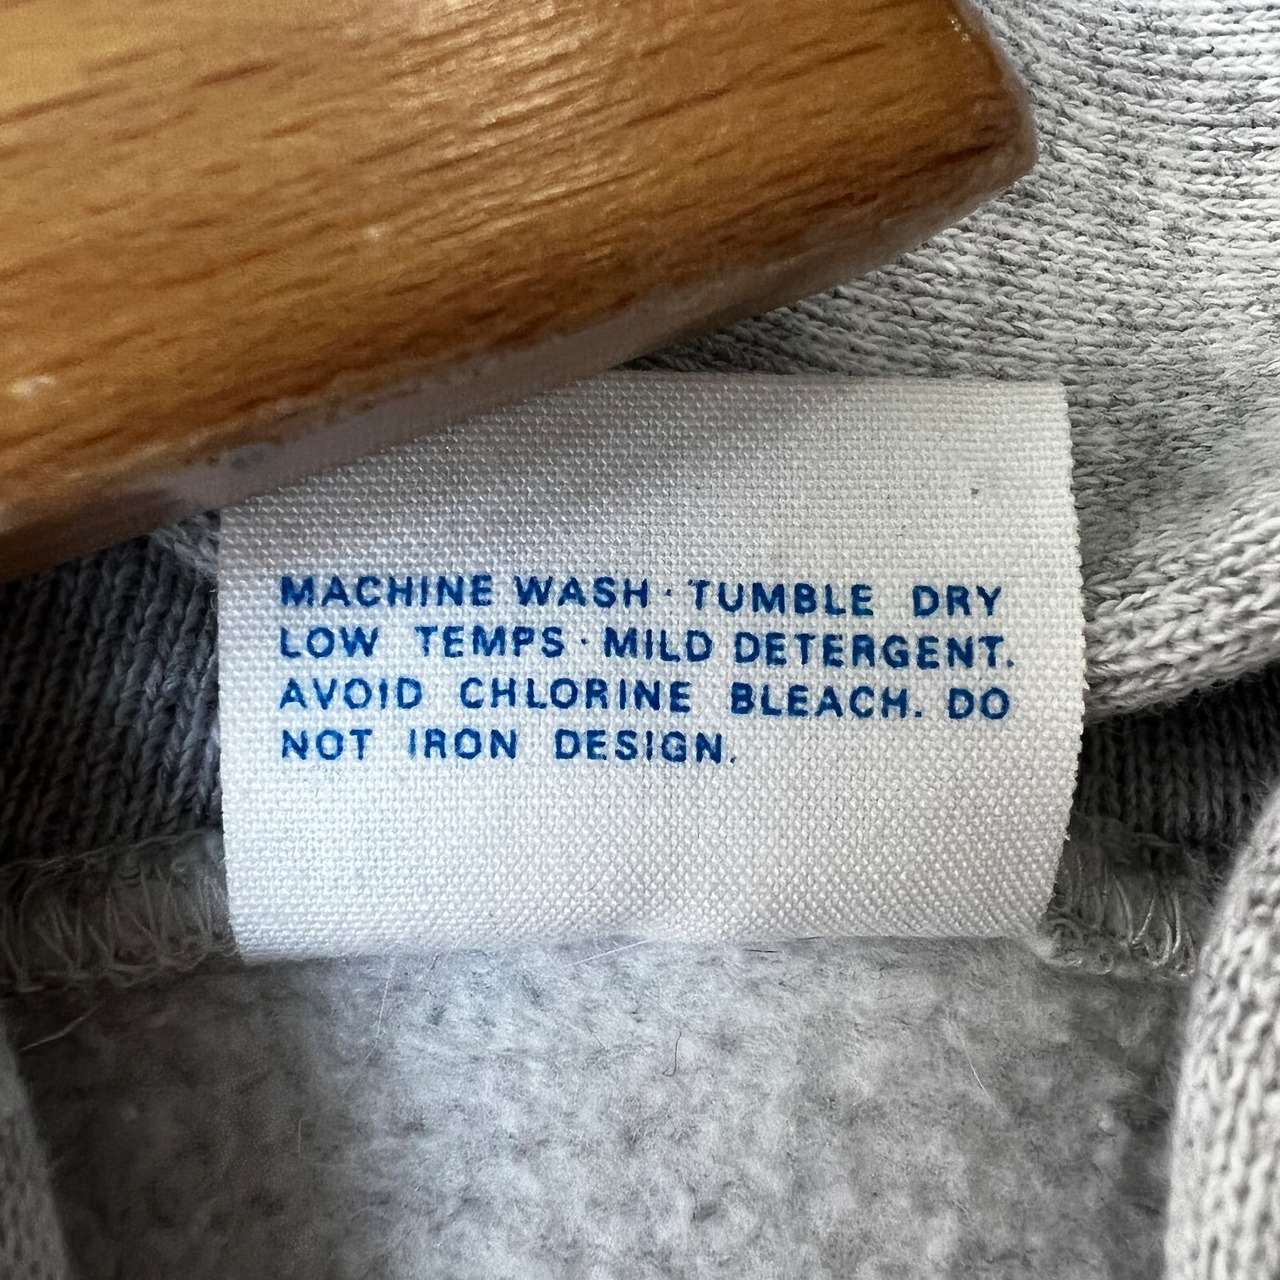 MACHINE WASH · TUMBLE DRY
LOW TEMPS · MILD DETERGENT.
AVOID CHLORINE BLEACH. DO
NOT IRON DESIGN.